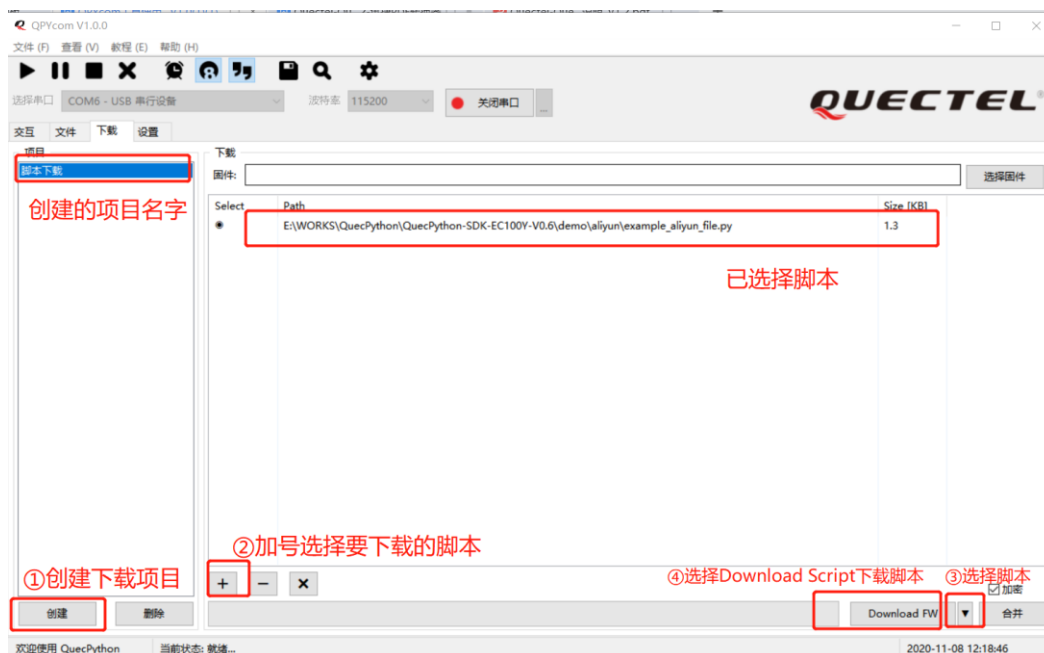 QPYcom V1.0.0
文件 (F) 查看 (V) 教程 (E) 帮助 (H)
选择串口 COM6 - USB 串行设备 波特率 115200 关闭串口 ...
QUECTEL
交互 文件 下载 设置
项目 下载
脚本下载 固件: 选择固件
创建的项目名字
Select Path Size [KB]
E:\WORKS\QuecPython\QuecPython-SDK-EC100Y-V0.6\demo\aliyun\example_aliyun_file.py 1.3
已选择脚本
②加号选择要下载的脚本
①创建下载项目 ④选择Download Script下载脚本 ③选择脚本
加密
创建 删除 Download FW 合并
欢迎使用 QuecPython 当前状态: 就绪... 2020-11-08 12:18:46